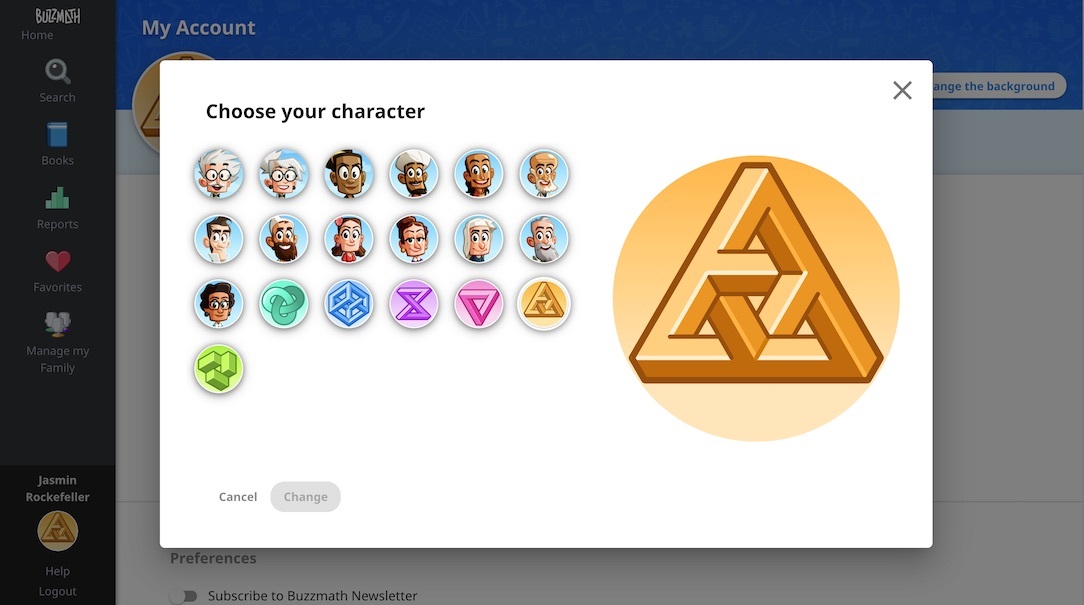 BUZZMATH
Home
Search
Books
Reports
Favorites
Manage my
Family
Jasmin
Rockefeller
Help
Logout
My Account
ange the background
Choose your character
Cancel
Change
Preferences
Subscribe to Buzzmath Newsletter